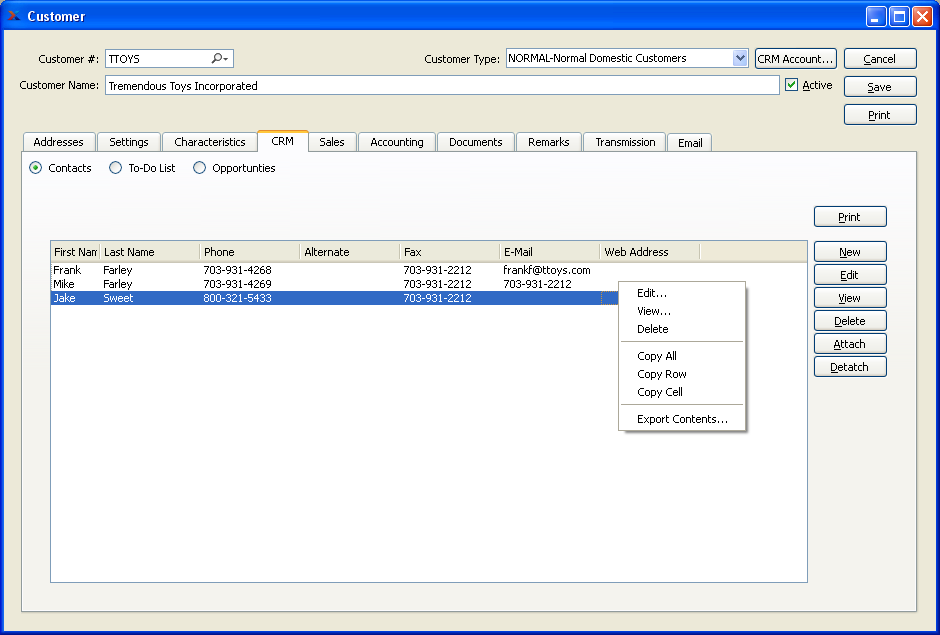 Customer
Customer #: TTOYS Customer Type: NORMAL-Normal Domestic Customers CRM Account... Cancel
Customer Name: Tremendous Toys Incorporated Active Save
Print
Addresses Settings Characteristics CRM Sales Accounting Documents Remarks Transmission Email
Contacts To-Do List Opportunties
Print
First Nam Last Name Phone Alternate Fax E-Mail Web Address
Frank Farley 703-931-4268 703-931-2212 frankf@ttoys.com
Mike Farley 703-931-4269 703-931-2212 703-931-2212
Jake Sweet 800-321-5433 703-931-2212
Edit...
View...
Delete
Copy All
Copy Row
Copy Cell
Export Contents...
New
Edit
View
Delete
Attach
Detatch